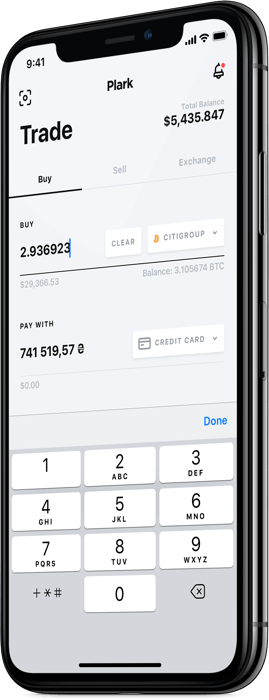 9:41
Plark
Total Balance
$5,435.847
Trade
Buy
Sell
Exchange
BUY
2.936923
CLEAR
CITIGROUP
$29,366.53
Balance: 3.105674 BTC
PAY WITH
741 519,57 ₴
CREDIT CARD
$0.00
Done
1
2
ABC
3
DEF
4
GHI
5
JKL
6
MNO
7
PQRS
8
TUV
9
WXYZ
+*#
0